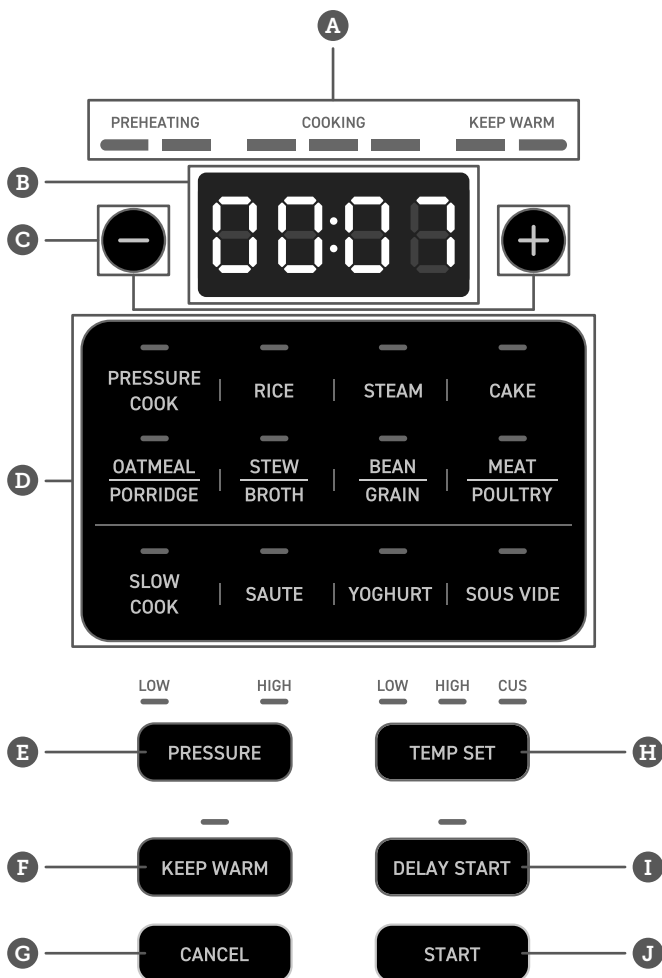 A
PREHEATING COOKING KEEP WARM
B
00:07
C
− +
D
PRESSURE COOK | RICE | STEAM | CAKE
OATMEAL PORRIDGE | STEW BROTH | BEAN GRAIN | MEAT POULTRY
SLOW COOK | SAUTE | YOGHURT | SOUS VIDE
LOW HIGH LOW HIGH CUS
E PRESSURE TEMP SET H
F KEEP WARM DELAY START I
G CANCEL START J